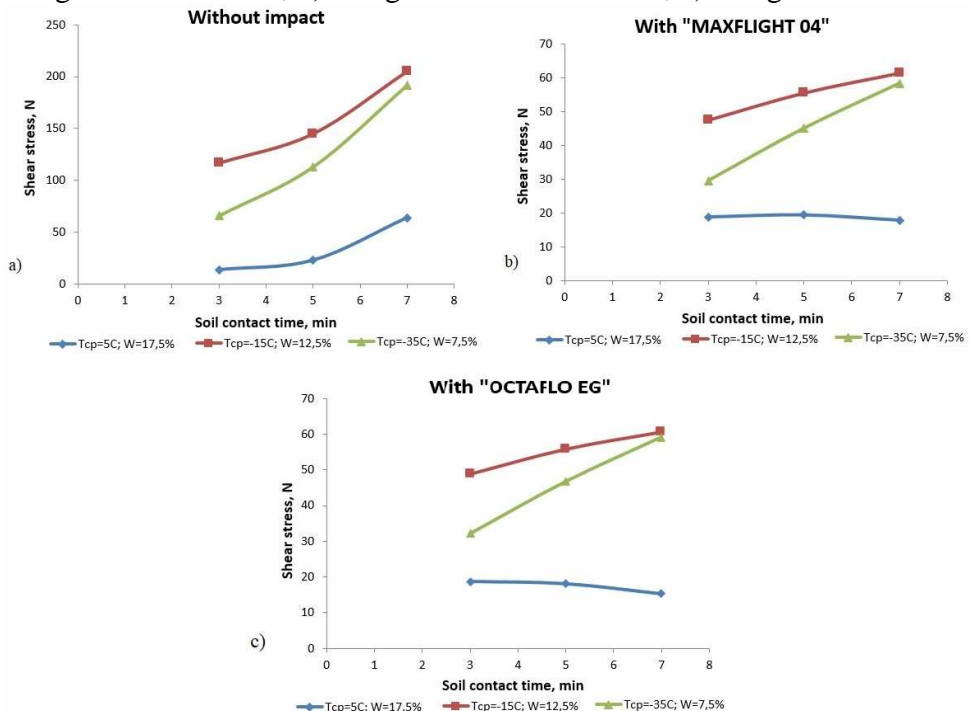 Without impact
250
200
150
100
50
0
Shear stress, N
a)
0 1 2 3 4 5 6 7 8
Soil contact time, min
Tcp=5C; W=17,5% Tcp=-15C; W=12,5% Tcp=-35C; W=7,5%
With "MAXFLIGHT 04"
70
60
50
40
30
20
10
0
Shear stress, N
b)
0 1 2 3 4 5 6 7 8
Soil contact time, min
Tcp=5C; W=17,5% Tcp=-15C; W=12,5% Tcp=-35C; W=7,5%
With "OCTAFLO EG"
70
60
50
40
30
20
10
0
Shear stress, N
c)
0 1 2 3 4 5 6 7 8
Soil contact time, min
Tcp=5C; W=17,5% Tcp=-15C; W=12,5% Tcp=-35C; W=7,5%